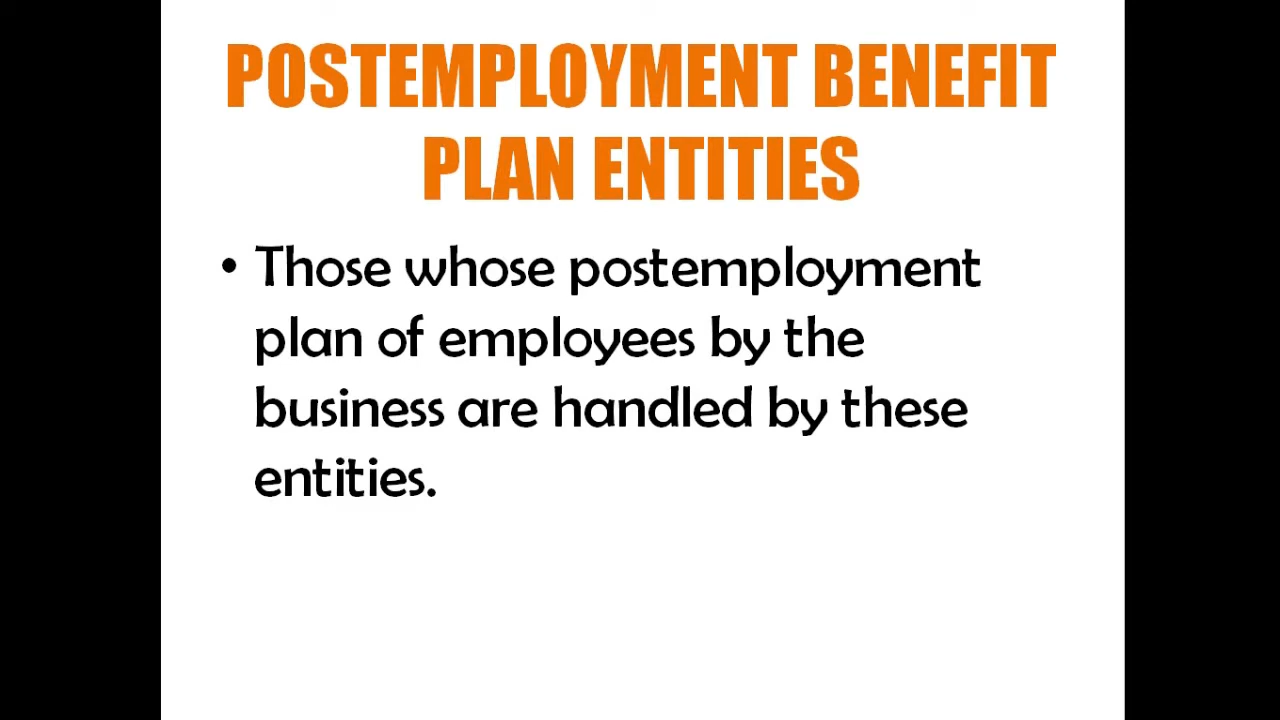 POSTEMPLOYMENT BENEFIT
PLAN ENTITIES
• Those whose postemployment
plan of employees by the
business are handled by these
entities.